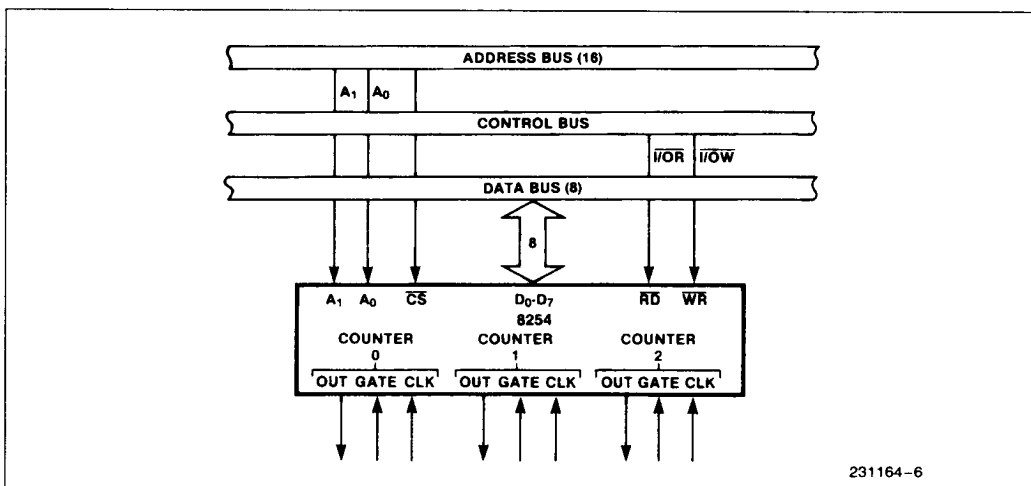 ADDRESS BUS (16)
A₁ A₀
CONTROL BUS
I/OR I/OW
DATA BUS (8)
8
A₁ A₀ CS D₀-D₇ RD WR
8254
COUNTER COUNTER COUNTER
0 1 2
OUT GATE CLK OUT GATE CLK OUT GATE CLK
231164-6